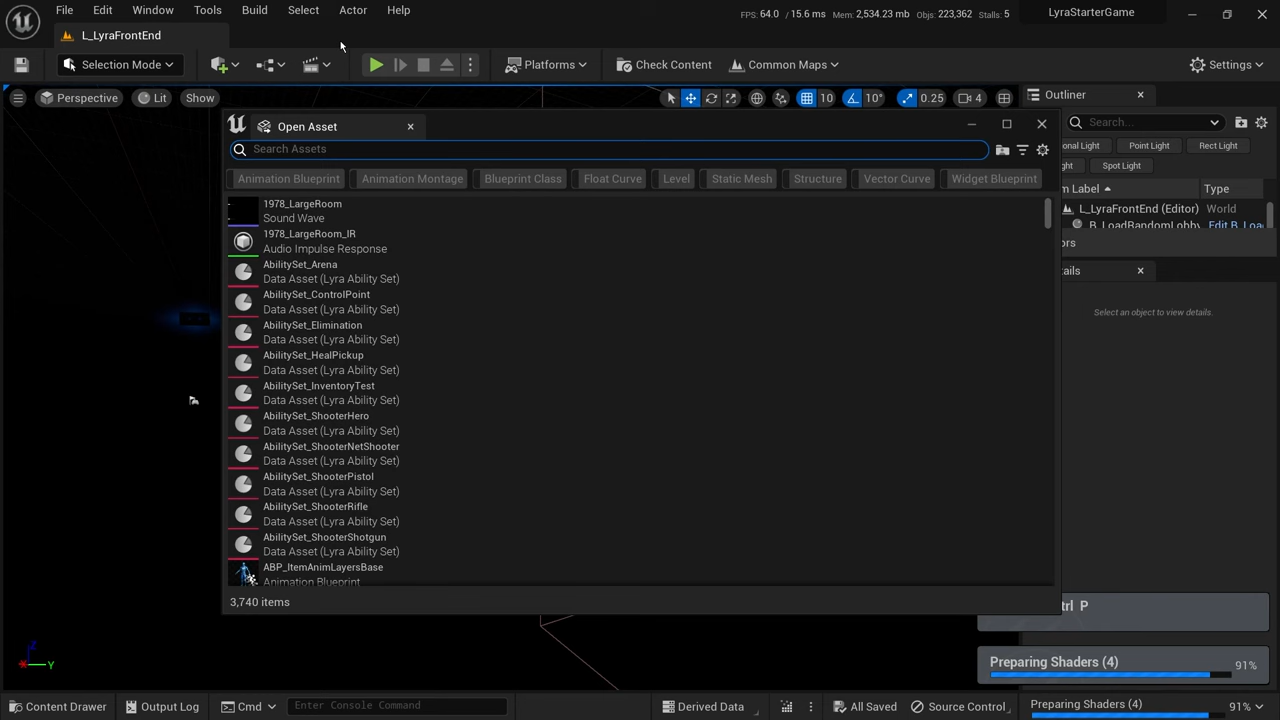 File Edit Window Tools Build Select Actor Help
FPS: 64.0 / 15.6 ms Mem: 2,534.23 mb Objs: 223,362 Stalls: 5 LyraStarterGame
L_LyraFrontEnd
Selection Mode Platforms Check Content Common Maps Settings
Perspective Lit Show 10 10° 0.25 4
Outliner
Search...
Point Light Rect Light
Spot Light
Label Type
L_LyraFrontEnd (Editor) World
B_LoadRandomLobby
Select an object to view details.
Open Asset
Search Assets
Animation Blueprint Animation Montage Blueprint Class Float Curve Level Static Mesh Structure Vector Curve Widget Blueprint
1978_LargeRoom
Sound Wave
1978_LargeRoom_IR
Audio Impulse Response
AbilitySet_Arena
Data Asset (Lyra Ability Set)
AbilitySet_ControlPoint
Data Asset (Lyra Ability Set)
AbilitySet_Elimination
Data Asset (Lyra Ability Set)
AbilitySet_HealPickup
Data Asset (Lyra Ability Set)
AbilitySet_InventoryTest
Data Asset (Lyra Ability Set)
AbilitySet_ShooterHero
Data Asset (Lyra Ability Set)
AbilitySet_ShooterNetShooter
Data Asset (Lyra Ability Set)
AbilitySet_ShooterPistol
Data Asset (Lyra Ability Set)
AbilitySet_ShooterRifle
Data Asset (Lyra Ability Set)
AbilitySet_ShooterShotgun
Data Asset (Lyra Ability Set)
ABP_ItemAnimLayersBase
Animation Blueprint
3,740 items
P
Preparing Shaders (4) 91%
Z
Y
X
Content Drawer Output Log Cmd Enter Console Command Derived Data All Saved Source Control Preparing Shaders (4) 91%